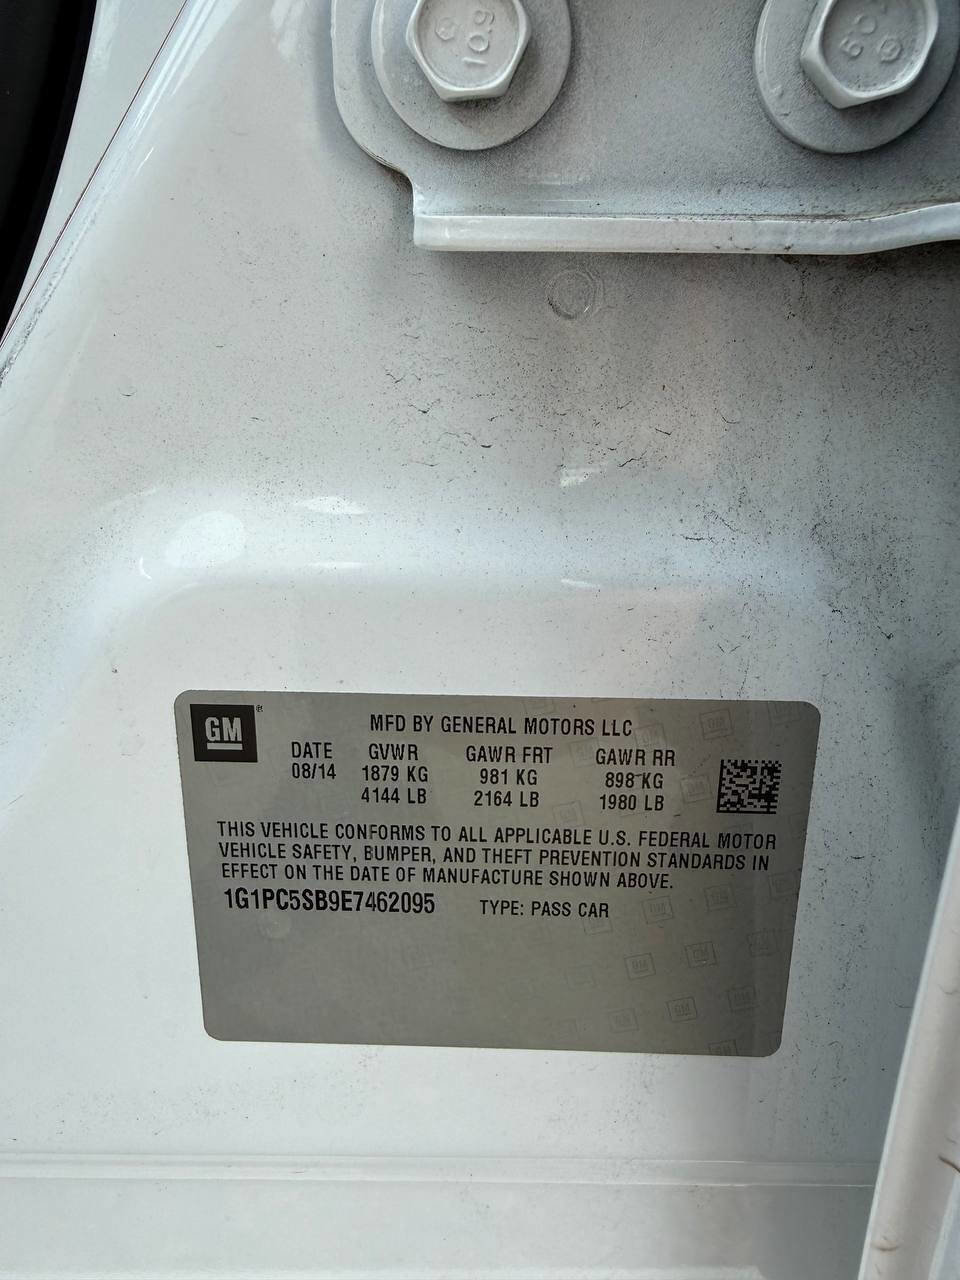 10.9
GM®
MFD BY GENERAL MOTORS LLC
DATE GVWR GAWR FRT GAWR RR
08/14 1879 KG 981 KG 898 KG
4144 LB 2164 LB 1980 LB
THIS VEHICLE CONFORMS TO ALL APPLICABLE U.S. FEDERAL MOTOR
VEHICLE SAFETY, BUMPER, AND THEFT PREVENTION STANDARDS IN
EFFECT ON THE DATE OF MANUFACTURE SHOWN ABOVE.
1G1PC5SB9E7462095 TYPE: PASS CAR